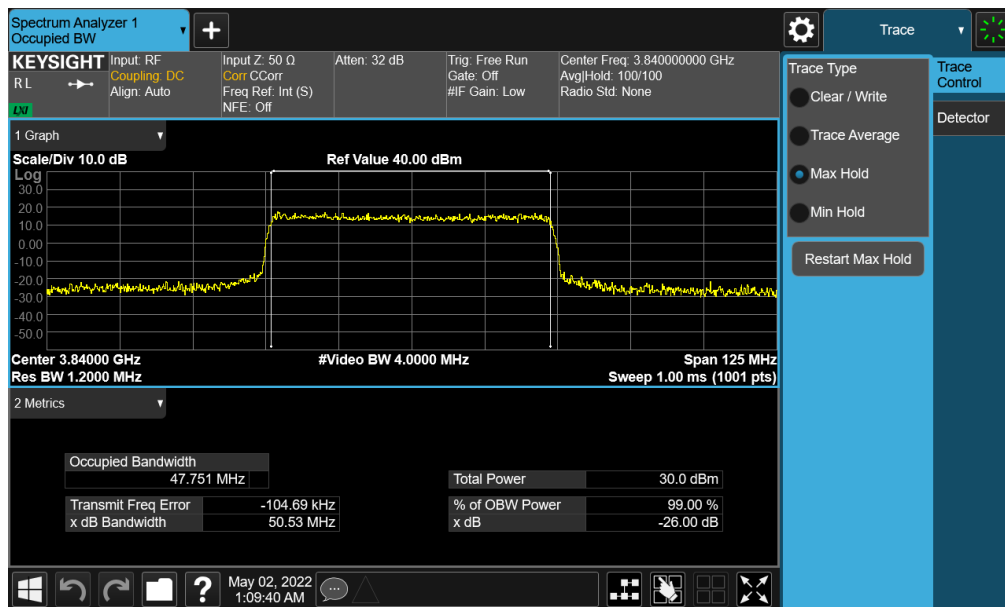 Spectrum Analyzer 1
Occupied BW
Trace
KEYSIGHT
R L
LXI
Input: RF
Coupling: DC
Align: Auto
Input Z: 50 Ω
Corr CCorr
Freq Ref: Int (S)
NFE: Off
Atten: 32 dB
Trig: Free Run
Gate: Off
#IF Gain: Low
Center Freq: 3.840000000 GHz
Avg|Hold: 100/100
Radio Std: None
Trace Type
Clear / Write
Trace Average
Max Hold
Min Hold
Restart Max Hold
Trace
Control
Detector
1 Graph
Scale/Div 10.0 dB
Ref Value 40.00 dBm
Log
30.0
20.0
10.0
0.00
-10.0
-20.0
-30.0
-40.0
-50.0
Center 3.84000 GHz
#Video BW 4.0000 MHz
Span 125 MHz
Res BW 1.2000 MHz
Sweep 1.00 ms (1001 pts)
2 Metrics
Occupied Bandwidth
47.751 MHz
Total Power 30.0 dBm
Transmit Freq Error -104.69 kHz
% of OBW Power 99.00 %
x dB Bandwidth 50.53 MHz
x dB -26.00 dB
?
May 02, 2022
1:09:40 AM